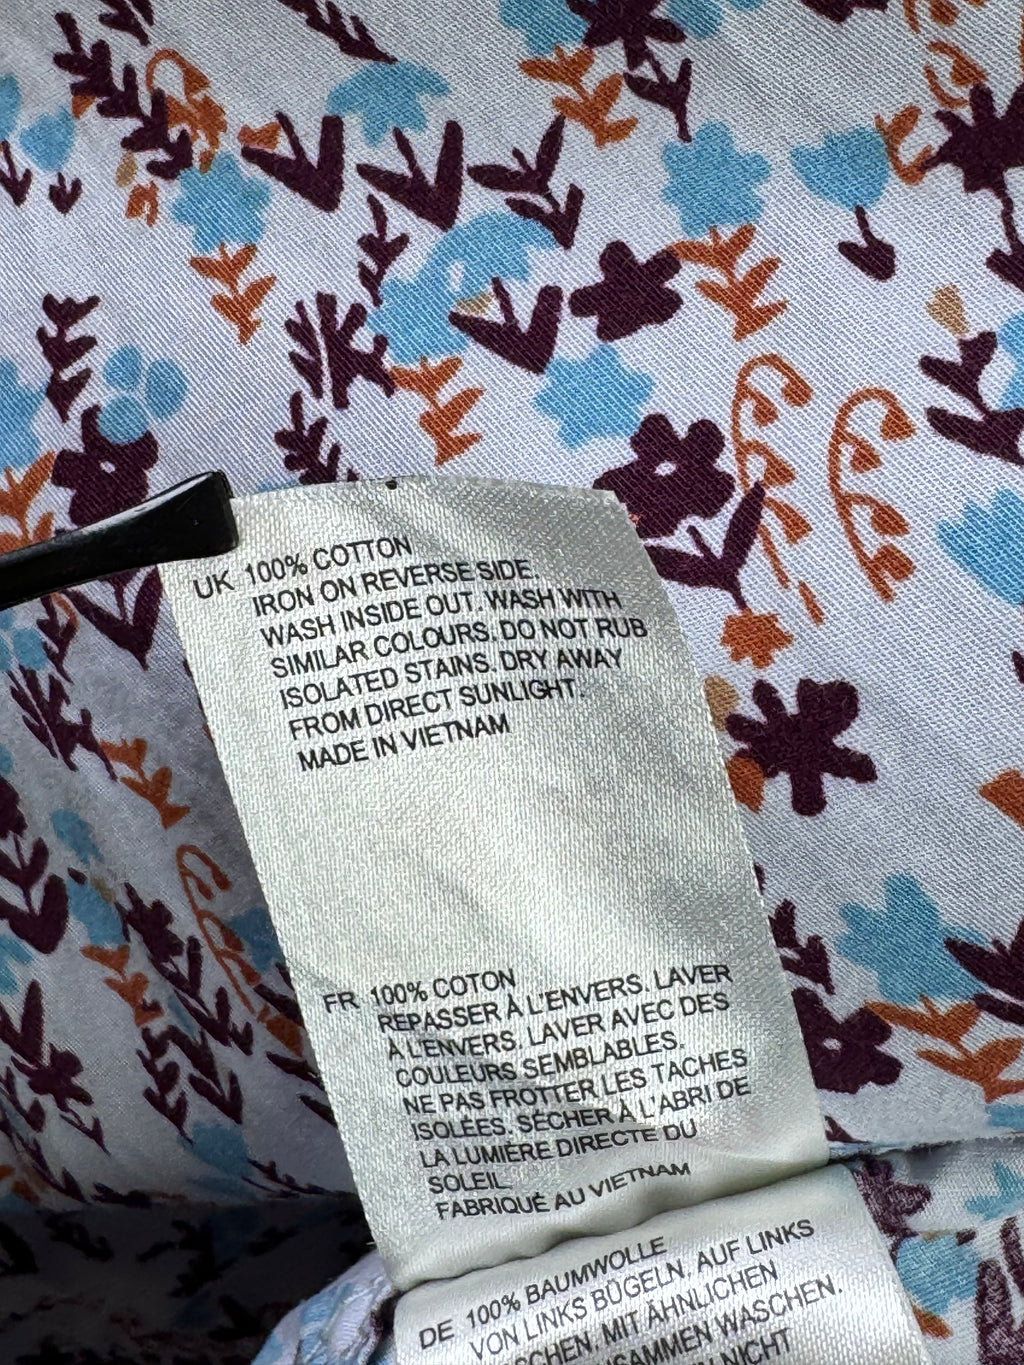 UK 100% COTTON
IRON ON REVERSE SIDE.
WASH INSIDE OUT. WASH WITH
SIMILAR COLOURS. DO NOT RUB
ISOLATED STAINS. DRY AWAY
FROM DIRECT SUNLIGHT.
MADE IN VIETNAM
FR 100% COTON
REPASSER À L'ENVERS. LAVER
À L'ENVERS. LAVER AVEC DES
COULEURS SEMBLABLES.
NE PAS FROTTER LES TACHES
ISOLÉES. SÉCHER À L'ABRI DE
LA LUMIÈRE DIRECTE DU
SOLEIL
FABRIQUÉ AU VIETNAM
DE 100% BAUMWOLLE
VON LINKS BÜGELN. AUF LINKS
MIT ÄHNLICHEN
WASCHEN.
NICHT